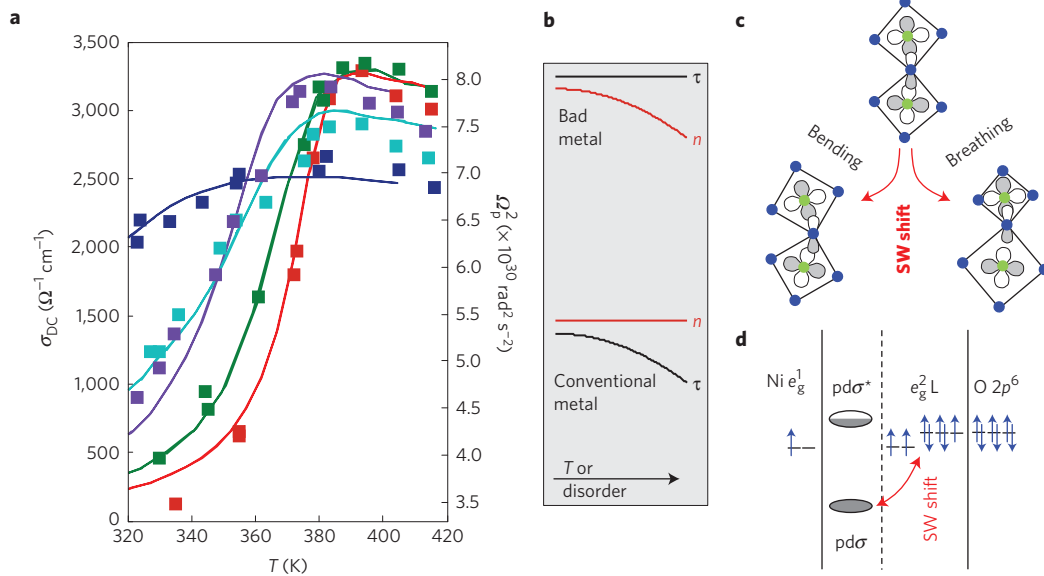 a
3,500
3,000
2,500
2,000
1,500
1,000
500
0
σDC (Ω−1 cm−1)
320
340
360
380
400
420
T (K)
8.0
7.5
7.0
6.5
6.0
5.5
5.0
4.5
4.0
3.5
Ωp2 (× 1030 rad2 s−2)
b
τ
Bad
metal
n
n
Conventional
metal
τ
T or
disorder
c
Bending
Breathing
SW shift
d
Ni eg1
pdσ*
eg2 L
O 2p6
SW shift
pdσ